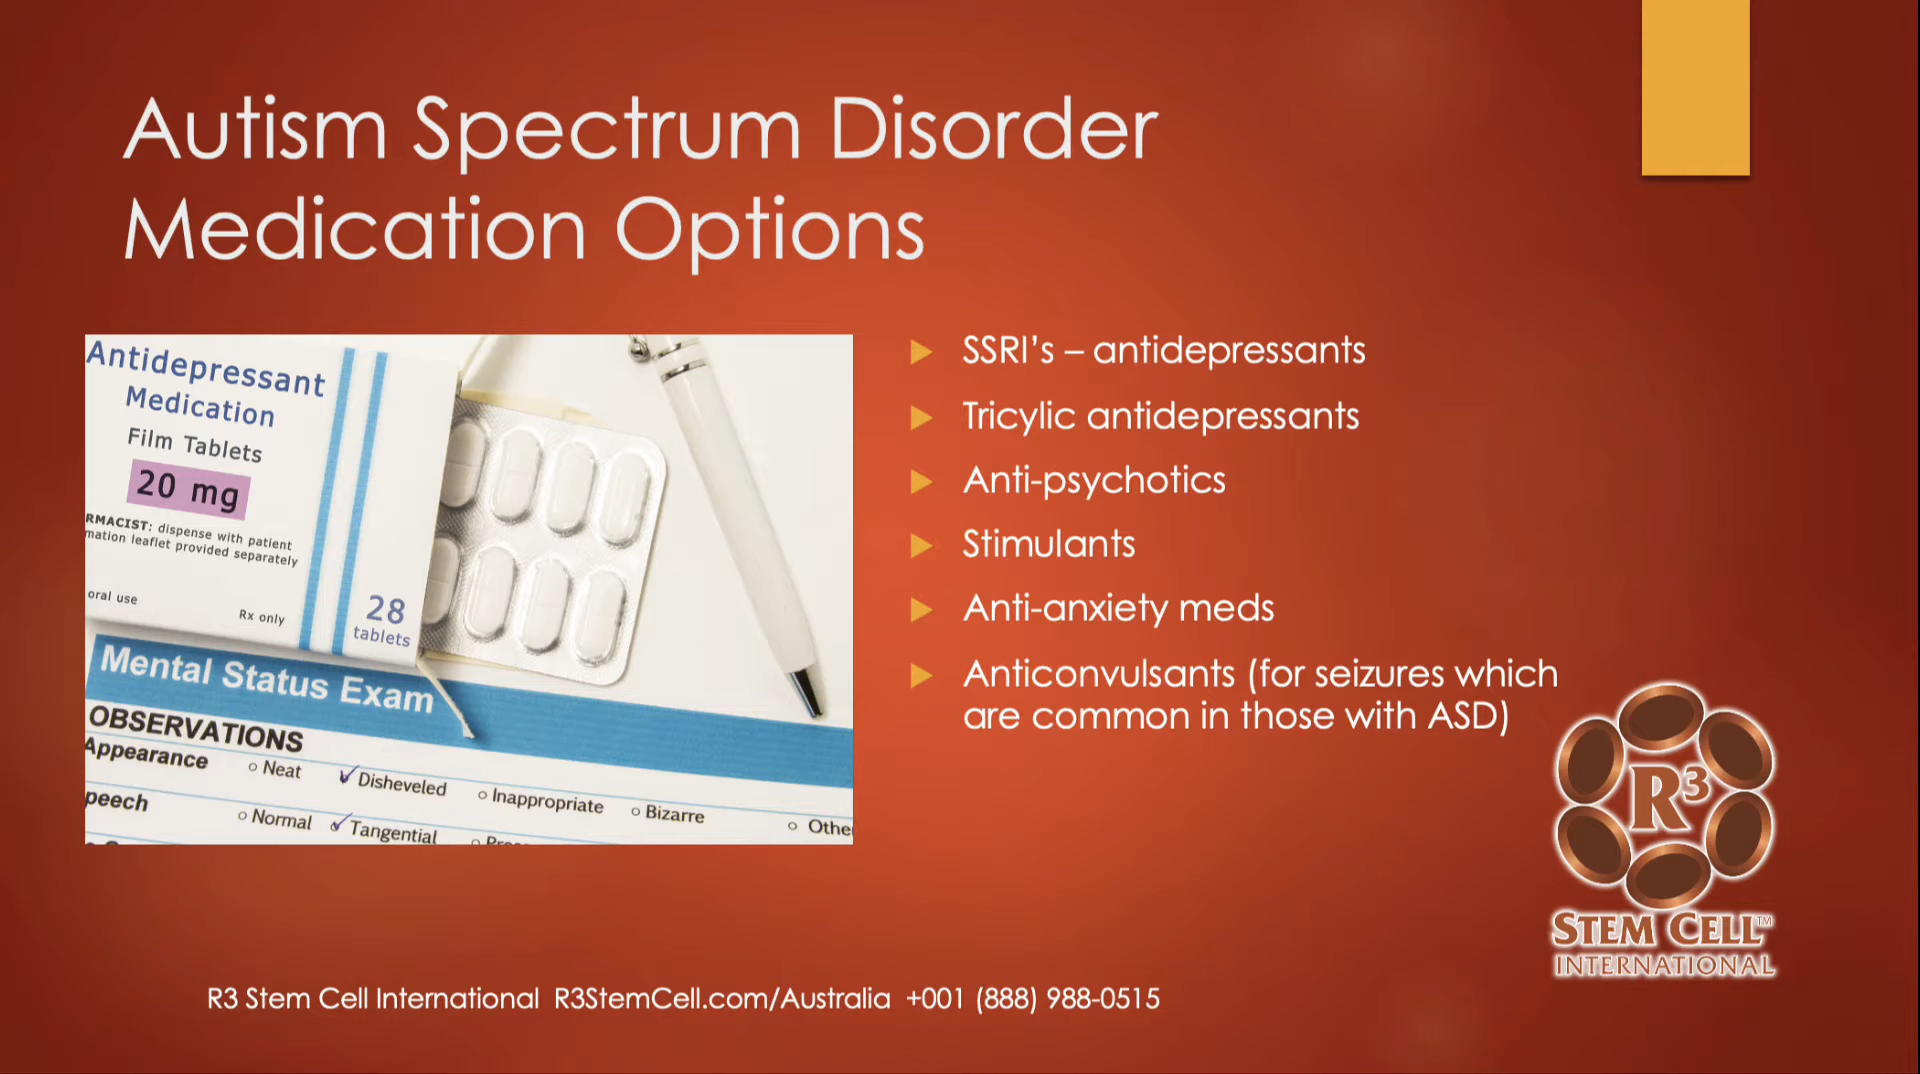 Autism Spectrum Disorder
Medication Options
Antidepressant
Medication
Film Tablets
20 mg
RMACIST: dispense with patient
mation leaflet provided separately
oral use
Rx only
28
tablets
Mental Status Exam
OBSERVATIONS
Appearance
Neat
Disheveled
Inappropriate
Bizarre
Othe
peech
Normal
Tangential
SSRI's – antidepressants
Tricylic antidepressants
Anti-psychotics
Stimulants
Anti-anxiety meds
Anticonvulsants (for seizures which
are common in those with ASD)
R3
STEM CELL™
INTERNATIONAL
R3 Stem Cell International R3StemCell.com/Australia +001 (888) 988-0515